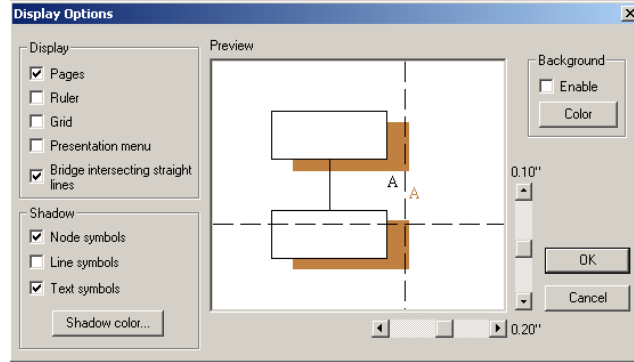 Display Options
Display
Pages
Ruler
Grid
Presentation menu
Bridge intersecting straight
lines
Shadow
Node symbols
Line symbols
Text symbols
Shadow color...
Preview
A
A
Background
Enable
Color
0.10"
0.20"
OK
Cancel